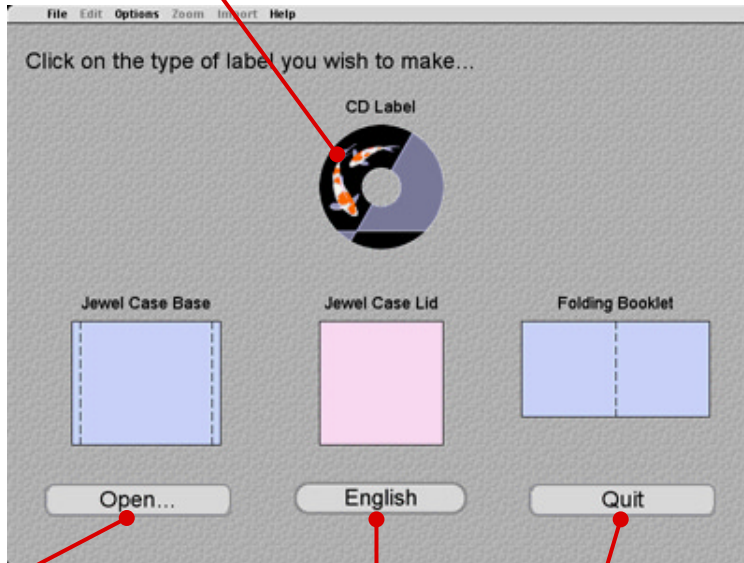 File Edit Options Zoom Import Help
Click on the type of label you wish to make...
CD Label
Jewel Case Base Jewel Case Lid Folding Booklet
Open... English Quit